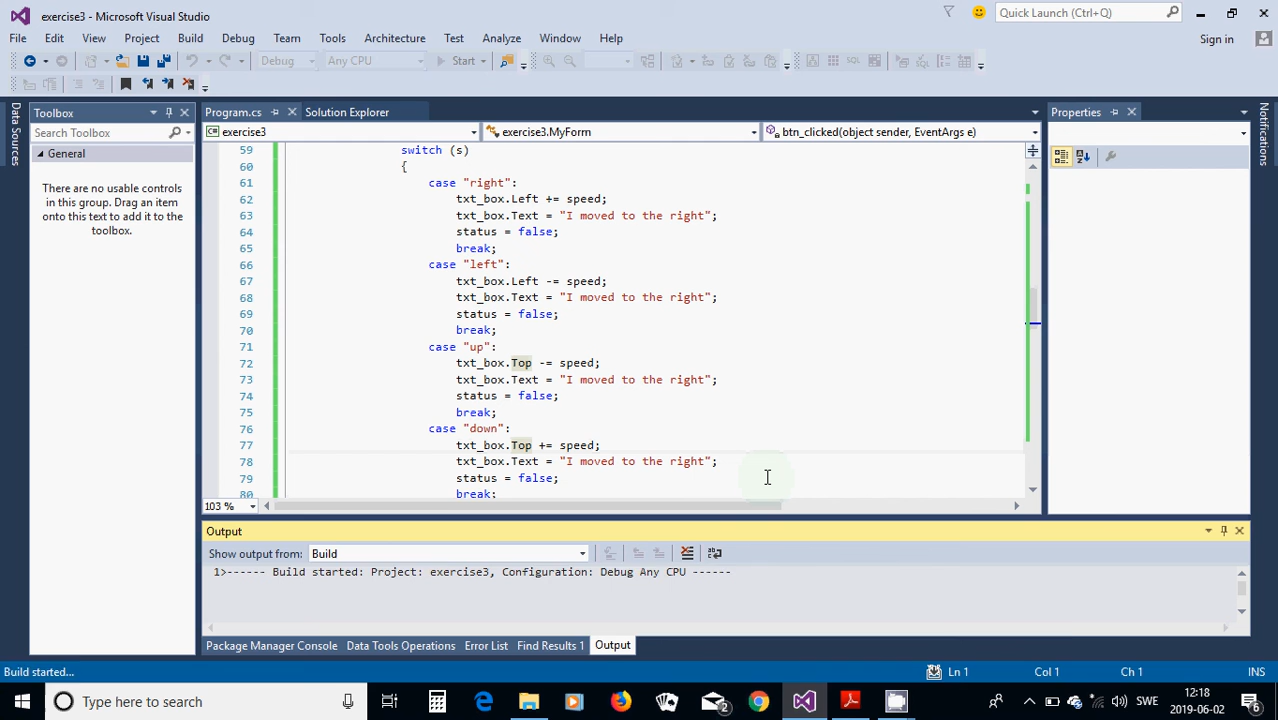 exercise3 - Microsoft Visual Studio
Quick Launch (Ctrl+Q)
File Edit View Project Build Debug Team Tools Architecture Test Analyze Window Help
Sign in
Debug Any CPU Start
Data Sources
Toolbox
Search Toolbox
General
There are no usable controls
in this group. Drag an item
onto this text to add it to the
toolbox.
Program.cs Solution Explorer
exercise3 exercise3.MyForm btn_clicked(object sender, EventArgs e)
59 switch (s)
60 {
61 case "right":
62 txt_box.Left += speed;
63 txt_box.Text = "I moved to the right";
64 status = false;
65 break;
66 case "left":
67 txt_box.Left -= speed;
68 txt_box.Text = "I moved to the right";
69 status = false;
70 break;
71 case "up":
72 txt_box.Top -= speed;
73 txt_box.Text = "I moved to the right";
74 status = false;
75 break;
76 case "down":
77 txt_box.Top += speed;
78 txt_box.Text = "I moved to the right";
79 status = false;
80 break;
103 %
Properties
Notifications
Output
Show output from: Build
1>------ Build started: Project: exercise3, Configuration: Debug Any CPU ------
Package Manager Console Data Tools Operations Error List Find Results 1 Output
Build started... Ln 1 Col 1 Ch 1 INS
Type here to search
2
SWE
12:18
2019-06-02
6